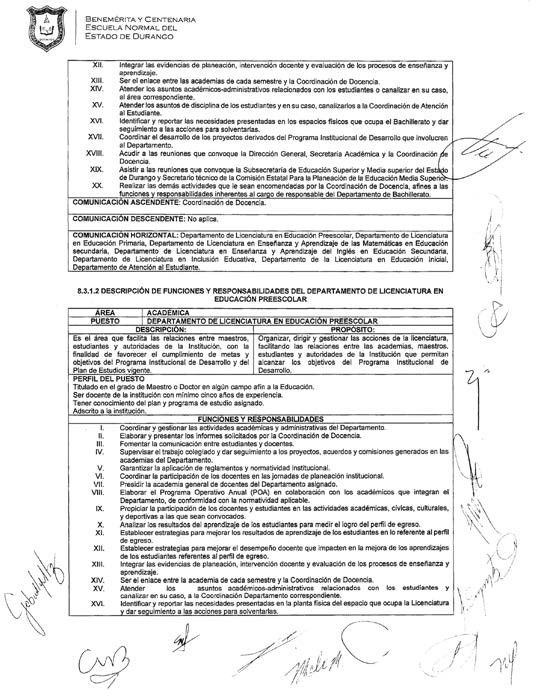 BENEMÉRITA Y CENTENARIA
ESCUELA NORMAL DEL
ESTADO DE DURANGO
XII. Integrar las evidencias de planeación, intervención docente y evaluación de los procesos de enseñanza y
aprendizaje.
XIII. Ser el enlace entre las academias de cada semestre y la Coordinación de Docencia.
XIV. Atender los asuntos académicos-administrativos relacionados con los estudiantes o canalizar en su caso,
al área correspondiente.
XV. Atender los asuntos de disciplina de los estudiantes y en su caso, canalizarlos a la Coordinación de Atención
al Estudiante.
XVI. Identificar y reportar las necesidades presentadas en los espacios físicos que ocupa el Bachillerato y dar
seguimiento a las acciones para solventarlas.
XVII. Coordinar el desarrollo de los proyectos derivados del Programa Institucional de Desarrollo que involucren
al Departamento.
XVIII. Acudir a las reuniones que convoque la Dirección General, Secretaría Académica y la Coordinación de
Docencia.
XIX. Asistir a las reuniones que convoque la Subsecretaría de Educación Superior y Media superior del Estado
de Durango y Secretario técnico de la Comisión Estatal Para la Planeación de la Educación Media Superior.
XX. Realizar las demás actividades que le sean encomendadas por la Coordinación de Docencia, afines a las
funciones y responsabilidades inherentes al cargo de responsable del Departamento de Bachillerato.
COMUNICACIÓN ASCENDENTE: Coordinación de Docencia.
COMUNICACIÓN DESCENDENTE: No aplica.
COMUNICACIÓN HORIZONTAL: Departamento de Licenciatura en Educación Preescolar, Departamento de Licenciatura
en Educación Primaria, Departamento de Licenciatura en Enseñanza y Aprendizaje de las Matemáticas en Educación
secundaria, Departamento de Licenciatura en Enseñanza y Aprendizaje del Inglés en Educación Secundaria,
Departamento de Licenciatura en Inclusión Educativa, Departamento de la Licenciatura en Educación Inicial,
Departamento de Atención al Estudiante.
8.3.1.2 DESCRIPCIÓN DE FUNCIONES Y RESPONSABILIDADES DEL DEPARTAMENTO DE LICENCIATURA EN
EDUCACIÓN PREESCOLAR
ÁREA ACADÉMICA
PUESTO DEPARTAMENTO DE LICENCIATURA EN EDUCACIÓN PREESCOLAR
DESCRIPCIÓN: PROPÓSITO:
Es el área que facilita las relaciones entre maestros, Organizar, dirigir y gestionar las acciones de la licenciatura,
estudiantes y autoridades de la Institución, con la facilitando las relaciones entre las academias, maestros,
finalidad de favorecer el cumplimiento de metas y estudiantes y autoridades de la Institución que permitan
objetivos del Programa Institucional de Desarrollo y del alcanzar los objetivos del Programa Institucional de
Plan de Estudios vigente. Desarrollo.
PERFIL DEL PUESTO
Titulado en el grado de Maestro o Doctor en algún campo afín a la Educación.
Ser docente de la institución con mínimo cinco años de experiencia.
Tener conocimiento del plan y programa de estudio asignado.
Adscrito a la institución.
FUNCIONES Y RESPONSABILIDADES
I. Coordinar y gestionar las actividades académicas y administrativas del Departamento.
II. Elaborar y presentar los informes solicitados por la Coordinación de Docencia.
III. Fomentar la comunicación entre estudiantes y docentes.
IV. Supervisar el trabajo colegiado y dar seguimiento a los proyectos, acuerdos y comisiones generados en las
academias del Departamento.
V. Garantizar la aplicación de reglamentos y normatividad institucional.
VI. Coordinar la participación de los docentes en las jornadas de planeación institucional.
VII. Presidir la academia general de docentes del Departamento asignado.
VIII. Elaborar el Programa Operativo Anual (POA) en colaboración con los académicos que integran el
Departamento, de conformidad con la normatividad aplicable.
IX. Propiciar la participación de los docentes y estudiantes en las actividades académicas, cívicas, culturales,
y deportivas a las que sean convocados.
X. Analizar los resultados del aprendizaje de los estudiantes para medir el logro del perfil de egreso.
XI. Establecer estrategias para mejorar los resultados de aprendizaje de los estudiantes en lo referente al perfil
de egreso.
XII. Establecer estrategias para mejorar el desempeño docente que impacten en la mejora de los aprendizajes
de los estudiantes referentes al perfil de egreso.
XIII. Integrar las evidencias de planeación, intervención docente y evaluación de los procesos de enseñanza y
aprendizaje.
XIV. Ser el enlace entre la academia de cada semestre y la Coordinación de Docencia.
XV. Atender los asuntos académicos-administrativos relacionados con los estudiantes y
canalizar en su caso, a la Coordinación Departamento correspondiente.
XVI. Identificar y reportar las necesidades presentadas en la planta física del espacio que ocupa la Licenciatura
y dar seguimiento a las acciones para solventarlas.